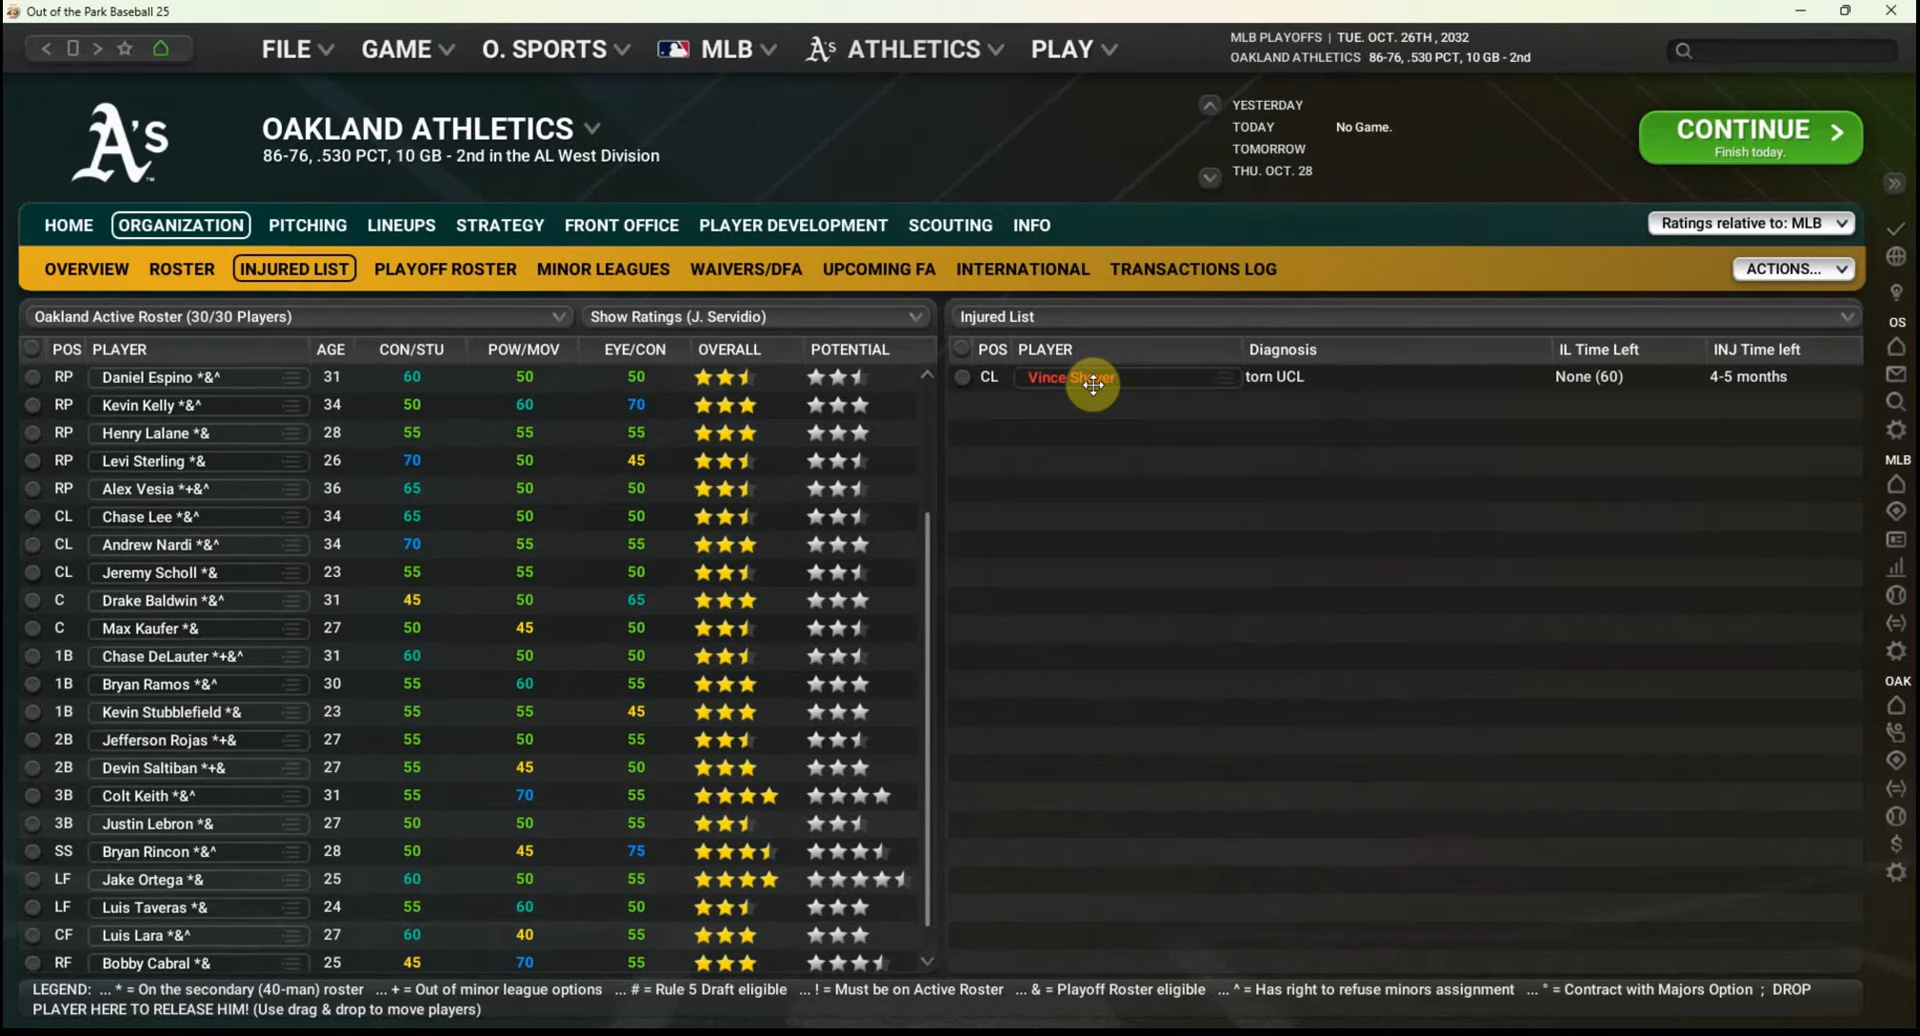 Out of the Park Baseball 25
FILE GAME O. SPORTS MLB A's ATHLETICS PLAY
MLB PLAYOFFS | TUE. OCT. 26TH , 2032
OAKLAND ATHLETICS 86-76, .530 PCT, 10 GB - 2nd
A's
OAKLAND ATHLETICS
86-76, .530 PCT, 10 GB - 2nd in the AL West Division
YESTERDAY
TODAY No Game.
TOMORROW
THU. OCT. 28
CONTINUE
Finish today.
HOME ORGANIZATION PITCHING LINEUPS STRATEGY FRONT OFFICE PLAYER DEVELOPMENT SCOUTING INFO
Ratings relative to: MLB
OVERVIEW ROSTER INJURED LIST PLAYOFF ROSTER MINOR LEAGUES WAIVERS/DFA UPCOMING FA INTERNATIONAL TRANSACTIONS LOG
ACTIONS...
Oakland Active Roster (30/30 Players) Show Ratings (J. Servidio)
POS PLAYER AGE CON/STU POW/MOV EYE/CON OVERALL POTENTIAL
RP Daniel Espino *&^ 31 60 50 50
RP Kevin Kelly *&^ 34 50 60 70
RP Henry Lalane *& 28 55 55 55
RP Levi Sterling *& 26 70 50 45
RP Alex Vesia *+&^ 36 65 50 50
CL Chase Lee *&^ 34 65 50 50
CL Andrew Nardi *&^ 34 70 55 55
CL Jeremy Scholl *& 23 55 55 50
C Drake Baldwin *&^ 31 45 50 65
C Max Kaufer *& 27 50 45 50
1B Chase DeLauter *+&^ 31 60 50 50
1B Bryan Ramos *&^ 30 55 60 55
1B Kevin Stubblefield *& 23 55 55 45
2B Jefferson Rojas *+& 27 55 50 55
2B Devin Saltiban *+& 27 55 45 50
3B Colt Keith *&^ 31 55 70 55
3B Justin Lebron *& 27 50 50 55
SS Bryan Rincon *&^ 28 50 45 75
LF Jake Ortega *& 25 60 50 55
LF Luis Taveras *& 24 55 60 50
CF Luis Lara *&^ 27 60 40 55
RF Bobby Cabral *& 25 45 70 55
Injured List
POS PLAYER Diagnosis IL Time Left INJ Time left
CL Vince torn UCL None (60) 4-5 months
OS
MLB
OAK
LEGEND: ... * = On the secondary (40-man) roster ... + = Out of minor league options ... # = Rule 5 Draft eligible ... ! = Must be on Active Roster ... & = Playoff Roster eligible ... ^ = Has right to refuse minors assignment ... ° = Contract with Majors Option ; DROP
PLAYER HERE TO RELEASE HIM! (Use drag & drop to move players)